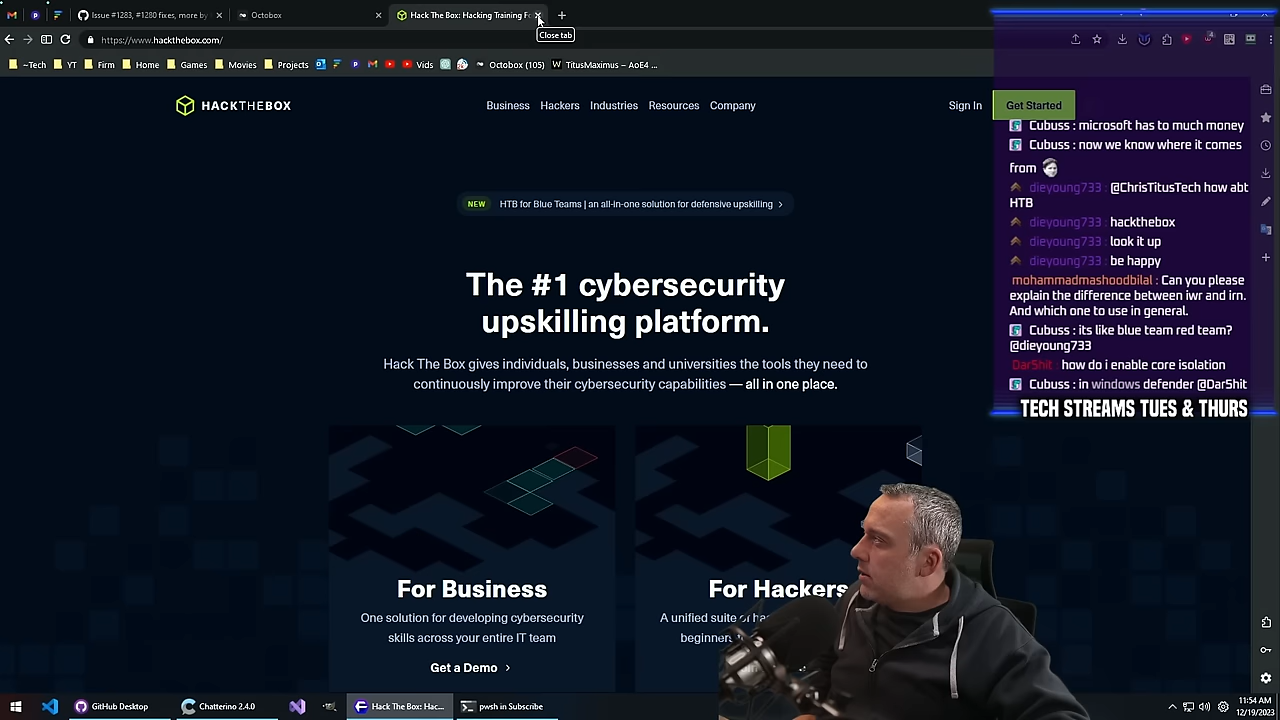 Issue #1283, #1280 fixes, more by
Octobox
Hack The Box: Hacking Training F
Close tab
https://www.hackthebox.com/
~Tech
YT
Firm
Home
Games
Movies
Projects
Vids
Octobox (105)
TitusMaximus – AoE4 ...
HACKTHEBOX
Business
Hackers
Industries
Resources
Company
Sign In
Get Started
NEW
HTB for Blue Teams | an all-in-one solution for defensive upskilling
The #1 cybersecurity
upskilling platform.
Hack The Box gives individuals, businesses and universities the tools they need to
continuously improve their cybersecurity capabilities — all in one place.
For Business
One solution for developing cybersecurity
skills across your entire IT team
Get a Demo
For Hackers
A unified suite of
beginners
Cubuss : microsoft has to much money
Cubuss : now we know where it comes
from
dieyoung733 : @ChrisTitusTech how abt
HTB
dieyoung733 : hackthebox
dieyoung733 : look it up
dieyoung733 : be happy
mohammadmashoodbilal : Can you please
explain the difference between iwr and irn.
And which one to use in general.
Cubuss : its like blue team red team?
@dieyoung733
DarShit how do i enable core isolation
Cubuss : in windows defender @DarShit
TECH STREAMS TUES & THURS
GitHub Desktop
Chatterino 2.4.0
Hack The Box: Hac...
pwsh in Subscribe
11:54 AM
12/19/2023